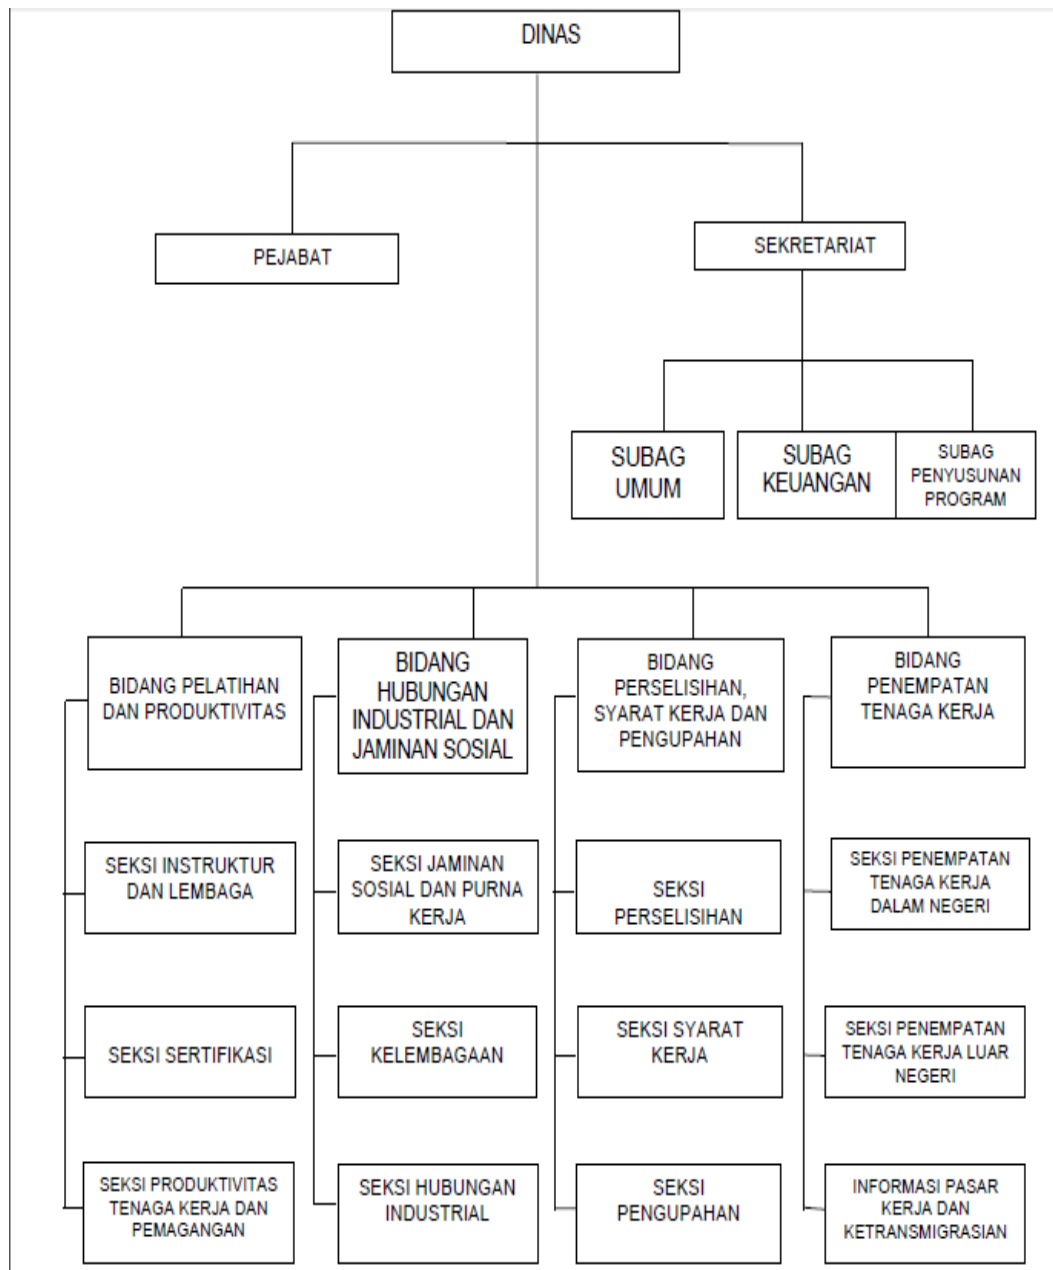 DINAS
PEJABAT
SEKRETARIAT
SUBAG
UMUM
SUBAG
KEUANGAN
SUBAG
PENYUSUNAN
PROGRAM
BIDANG PELATIHAN
DAN PRODUKTIVITAS
BIDANG
HUBUNGAN
INDUSTRIAL DAN
JAMINAN SOSIAL
BIDANG
PERSELISIHAN,
SYARAT KERJA DAN
PENGUPAHAN
BIDANG
PENEMPATAN
TENAGA KERJA
SEKSI INSTRUKTUR
DAN LEMBAGA
SEKSI JAMINAN
SOSIAL DAN PURNA
KERJA
SEKSI
PERSELISIHAN
SEKSI PENEMPATAN
TENAGA KERJA
DALAM NEGERI
SEKSI SERTIFIKASI
SEKSI
KELEMBAGAAN
SEKSI SYARAT
KERJA
SEKSI PENEMPATAN
TENAGA KERJA LUAR
NEGERI
SEKSI PRODUKTIVITAS
TENAGA KERJA DAN
PEMAGANGAN
SEKSI HUBUNGAN
INDUSTRIAL
SEKSI
PENGUPAHAN
INFORMASI PASAR
KERJA DAN
KETRANSMIGRASIAN